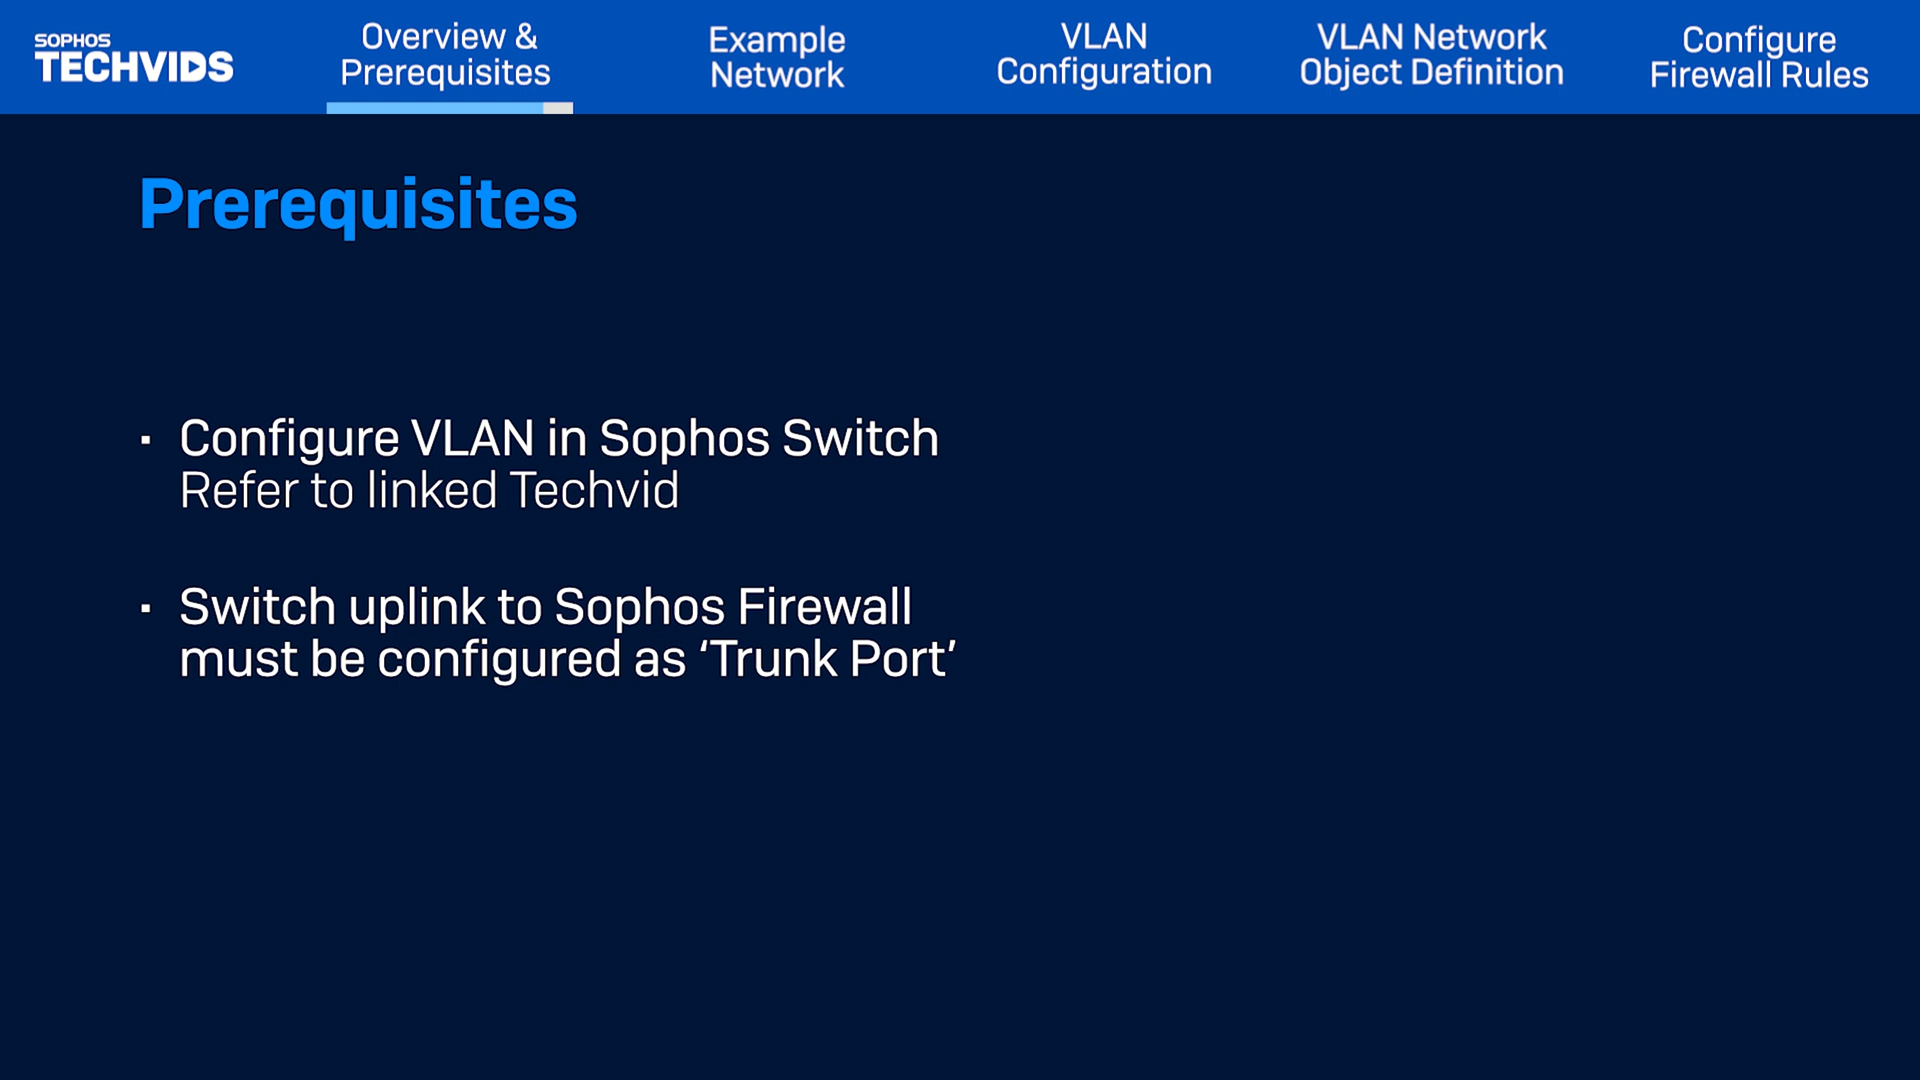 SOPHOS
TECHVIDS
Overview &
Prerequisites
Example
Network
VLAN
Configuration
VLAN Network
Object Definition
Configure
Firewall Rules
Prerequisites
▪ Configure VLAN in Sophos Switch
Refer to linked Techvid
▪ Switch uplink to Sophos Firewall
must be configured as ‘Trunk Port’